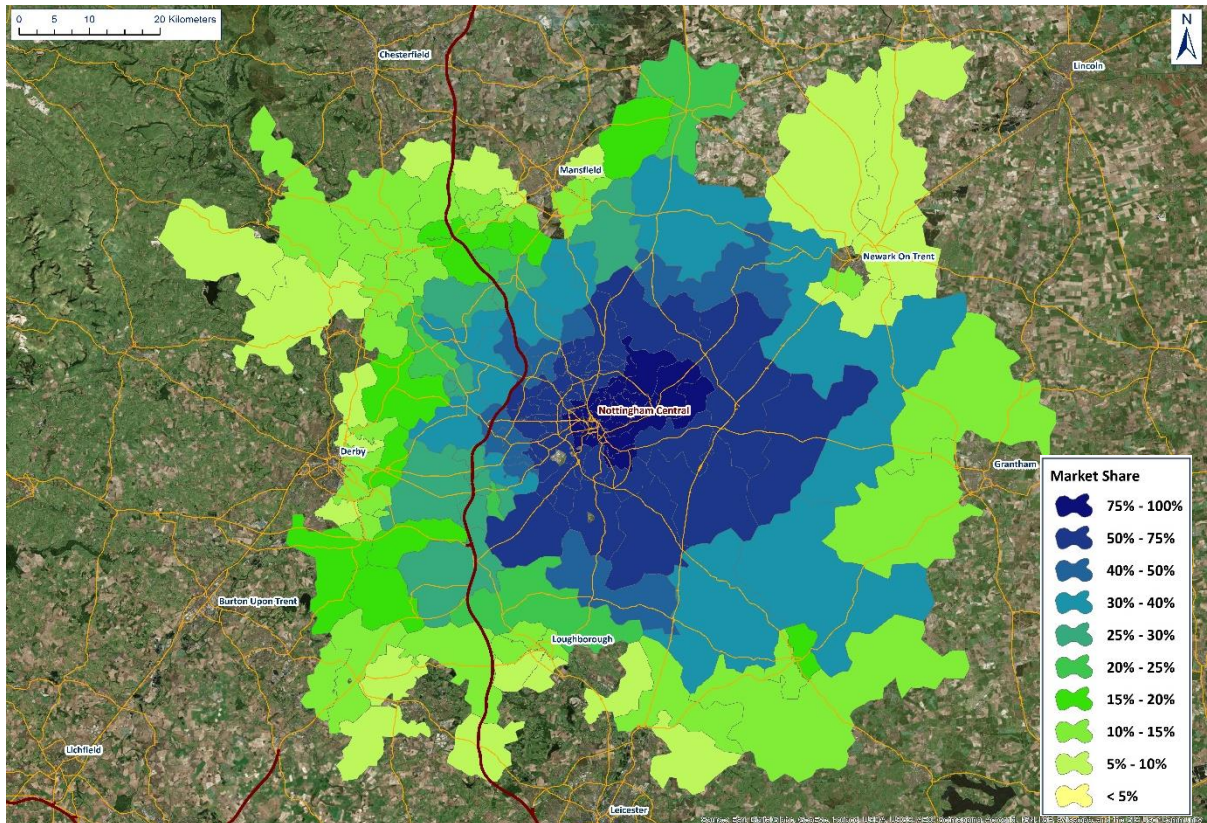 0 5 10 20 Kilometers
N
Chesterfield
Lincoln
Mansfield
Newark On Trent
Nottingham Central
Derby
Grantham
Burton Upon Trent
Loughborough
Lichfield
Leicester
Market Share
75% - 100%
50% - 75%
40% - 50%
30% - 40%
25% - 30%
20% - 25%
15% - 20%
10% - 15%
5% - 10%
< 5%